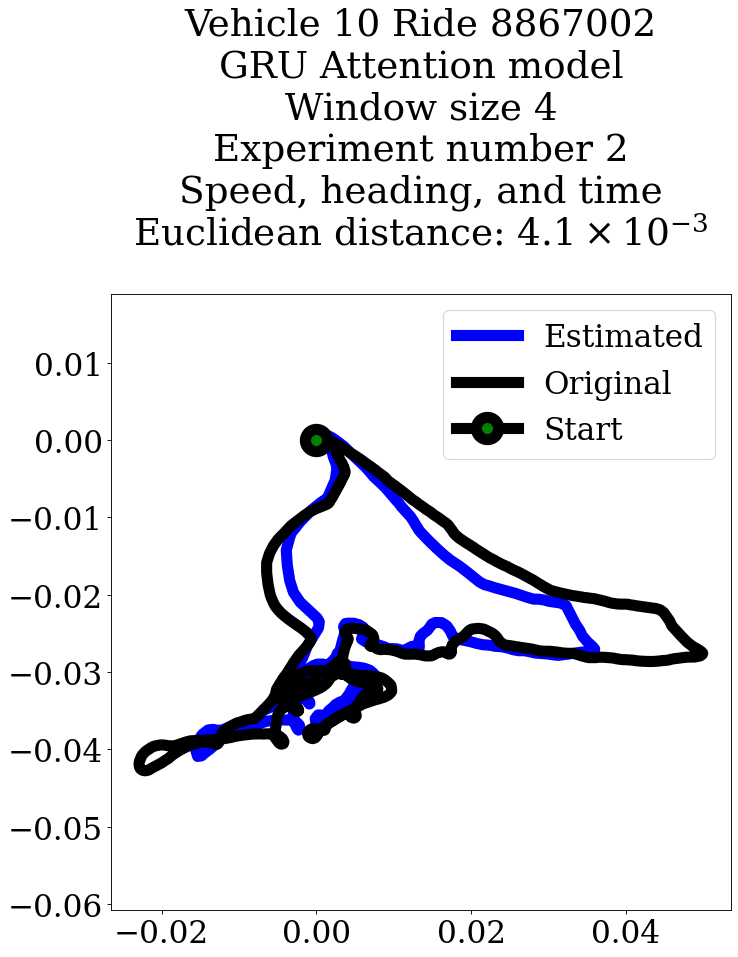 Vehicle 10 Ride 8867002
GRU Attention model
Window size 4
Experiment number 2
Speed, heading, and time
Euclidean distance: 4.1 × 10⁻³
Estimated
Original
Start
0.01
0.00
−0.01
−0.02
−0.03
−0.04
−0.05
−0.06
−0.02 0.00 0.02 0.04